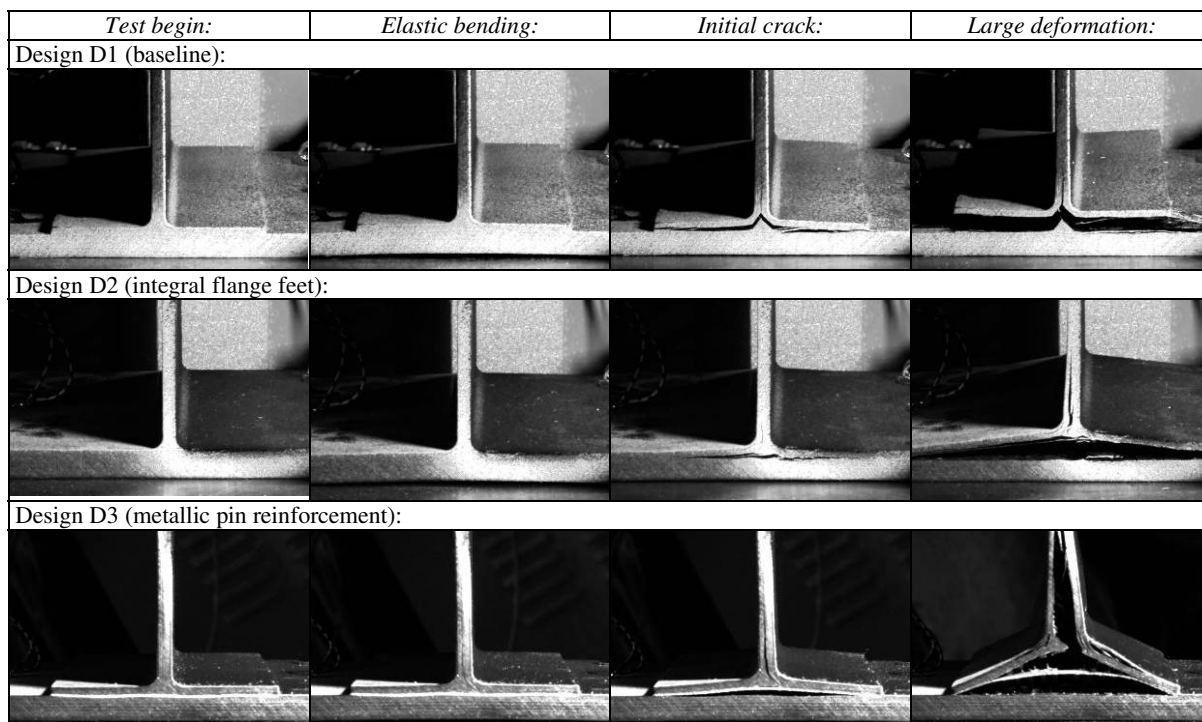 Test begin:
Elastic bending:
Initial crack:
Large deformation:
Design D1 (baseline):
Design D2 (integral flange feet):
Design D3 (metallic pin reinforcement):